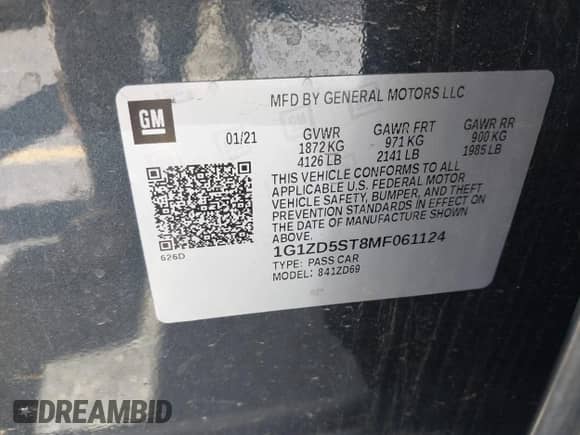 MFD BY GENERAL MOTORS LLC
GM
01/21 GVWR GAWR FRT GAWR RR
1872 KG 971 KG 900 KG
4126 LB 2141 LB 1985 LB
THIS VEHICLE CONFORMS TO ALL
APPLICABLE U.S. FEDERAL MOTOR
VEHICLE SAFETY, BUMPER, AND THEFT
PREVENTION STANDARDS IN EFFECT ON
THE DATE OF MANUFACTURE SHOWN
ABOVE.
626D
1G1ZD5ST8MF061124
TYPE: PASS CAR
MODEL: 841ZD69
DREAMBID